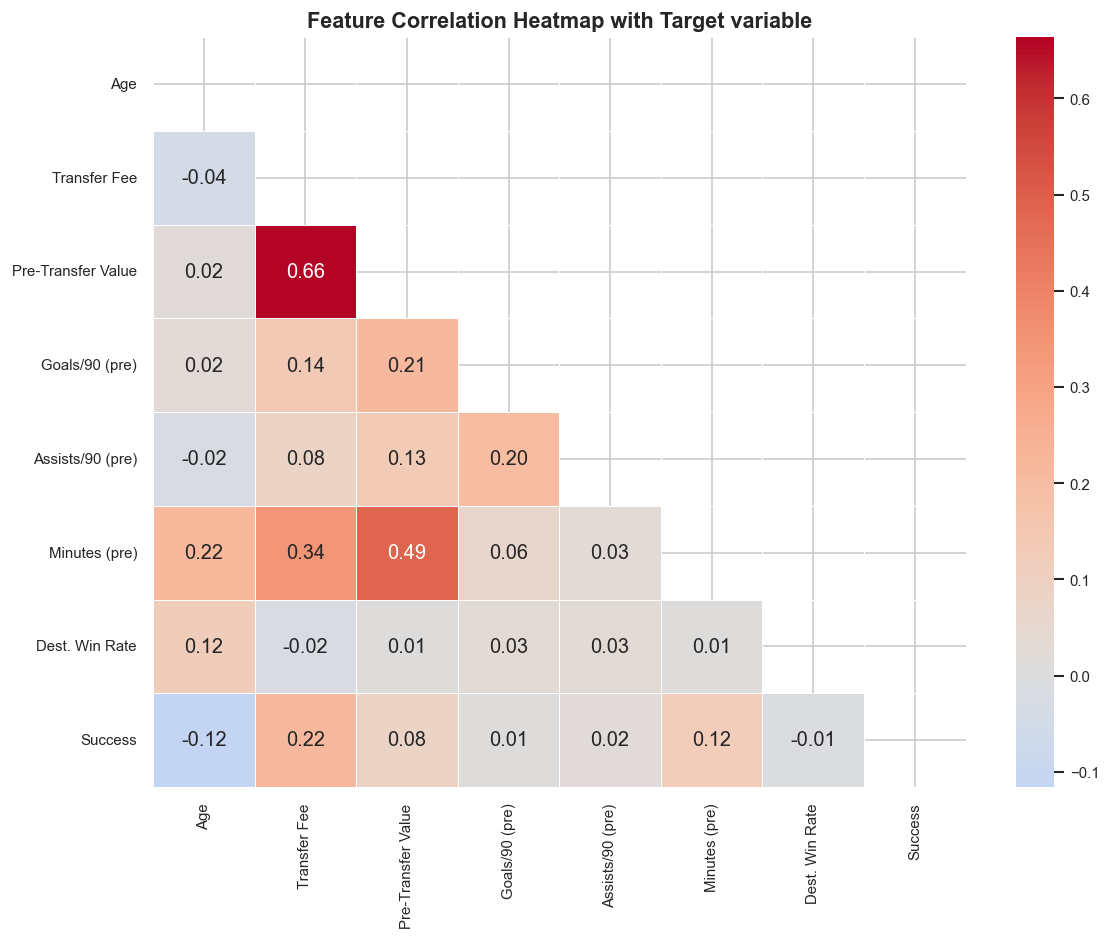 Feature Correlation Heatmap with Target variable
Age
Transfer Fee
-0.04
Pre-Transfer Value
0.02 0.66
Goals/90 (pre)
0.02 0.14 0.21
Assists/90 (pre)
-0.02 0.08 0.13 0.20
Minutes (pre)
0.22 0.34 0.49 0.06 0.03
Dest. Win Rate
0.12 -0.02 0.01 0.03 0.03 0.01
Success
-0.12 0.22 0.08 0.01 0.02 0.12 -0.01
Age
Transfer Fee
Pre-Transfer Value
Goals/90 (pre)
Assists/90 (pre)
Minutes (pre)
Dest. Win Rate
Success
0.6
0.5
0.4
0.3
0.2
0.1
0.0
−0.1